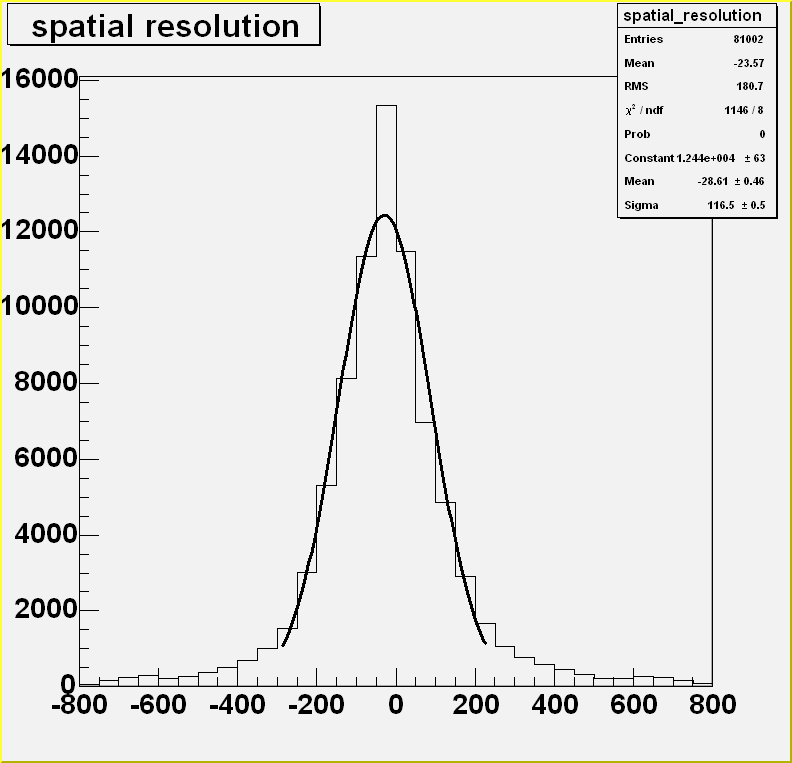 spatial resolution
spatial_resolution
Entries 81002
Mean -23.57
RMS 180.7
χ² / ndf 1146 / 8
Prob 0
Constant 1.244e+004 ± 63
Mean -28.61 ± 0.46
Sigma 116.5 ± 0.5
16000
14000
12000
10000
8000
6000
4000
2000
0
-800 -600 -400 -200 0 200 400 600 800